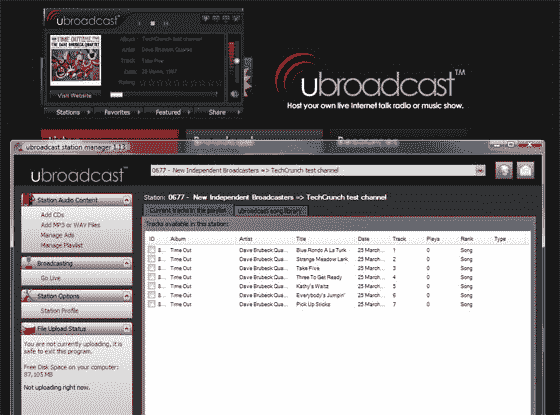 ubroadcast™
Album TechCrunch test channel
Artist Dave Brubeck Quartet
Track Take Five
Date 25 March, 1997
TIME OUT
THE DAVE BRUBECK QUARTET
Visit Website
Stations Favorites Featured Share
ubroadcast™
Host your own live internet talk radio or music show.
ubroadcast station manager 1.13
ubroadcast™
0677 - New Independent Broadcasters => TechCrunch test channel
Station Audio Content
Add CDs
Add MP3 or WAV Files
Manage Ads
Manage Playlist
Broadcasting
Go Live
Station Options
Station Profile
File Upload Status
You are not currently uploading, it is
safe to exit this program.
Free Disk Space on your computer:
87,105 MB
Not uploading right now.
Station: 0677 - New Independent Broadcasters => TechCrunch test channel
Current tracks in the playlist ubroadcast song library
Tracks available in this station:
ID Album Artist Title Date Track Plays Rank Type
8... Time Out Dave Brubeck Qua... Blue Rondo A La Turk 25 March... 1 0 Song
8... Time Out Dave Brubeck Qua... Strange Meadow Lark 25 March... 2 0 Song
8... Time Out Dave Brubeck Qua... Take Five 25 March... 3 0 Song
8... Time Out Dave Brubeck Qua... Three To Get Ready 25 March... 4 0 Song
8... Time Out Dave Brubeck Qua... Kathy's Waltz 25 March... 5 0 Song
8... Time Out Dave Brubeck Qua... Everybody's Jumpin' 25 March... 6 0 Song
8... Time Out Dave Brubeck Qua... Pick Up Sticks 25 March... 7 0 Song